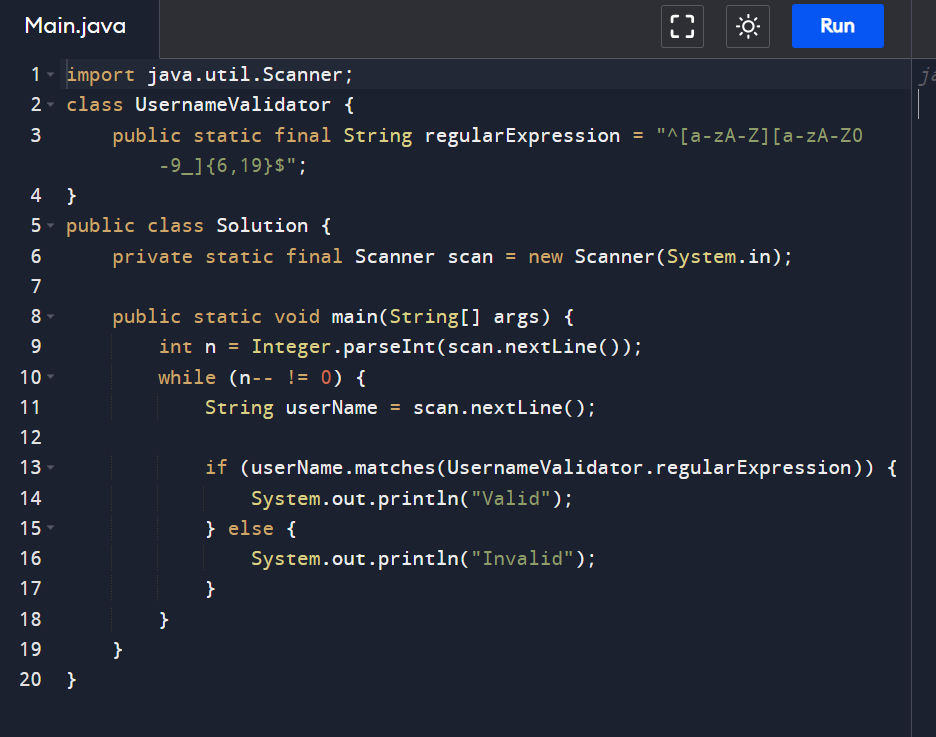 Main.java
Run
1 import java.util.Scanner;
2 class UsernameValidator {
3     public static final String regularExpression = "^[a-zA-Z][a-zA-Z0
        -9_]{6,19}$";
4 }
5 public class Solution {
6     private static final Scanner scan = new Scanner(System.in);
7
8     public static void main(String[] args) {
9         int n = Integer.parseInt(scan.nextLine());
10         while (n-- != 0) {
11             String userName = scan.nextLine();
12
13             if (userName.matches(UsernameValidator.regularExpression)) {
14                 System.out.println("Valid");
15             } else {
16                 System.out.println("Invalid");
17             }
18         }
19     }
20 }